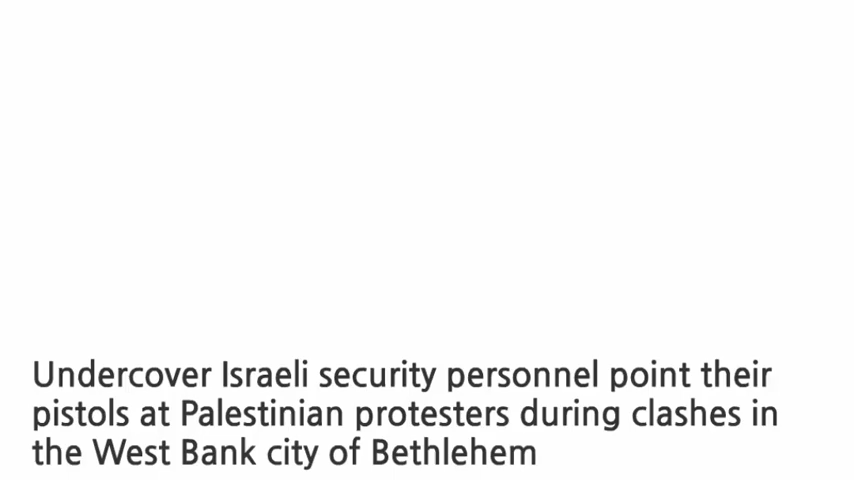 Undercover Israeli security personnel point their
pistols at Palestinian protesters during clashes in
the West Bank city of Bethlehem